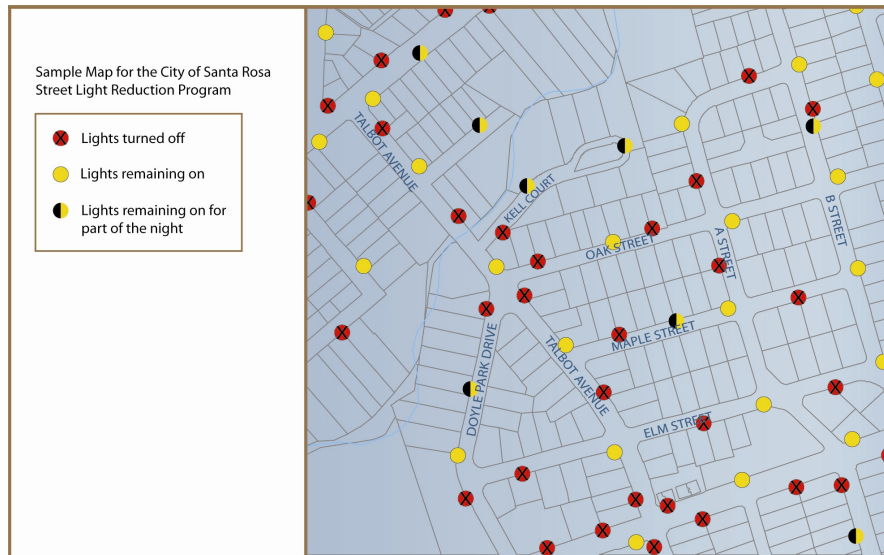 Sample Map for the City of Santa Rosa
Street Light Reduction Program
Lights turned off
Lights remaining on
Lights remaining on for
part of the night
TALBOT AVENUE
KELL COURT
OAK STREET
A STREET
B STREET
MAPLE STREET
TALBOT AVENUE
DOYLE PARK DRIVE
ELM STREET